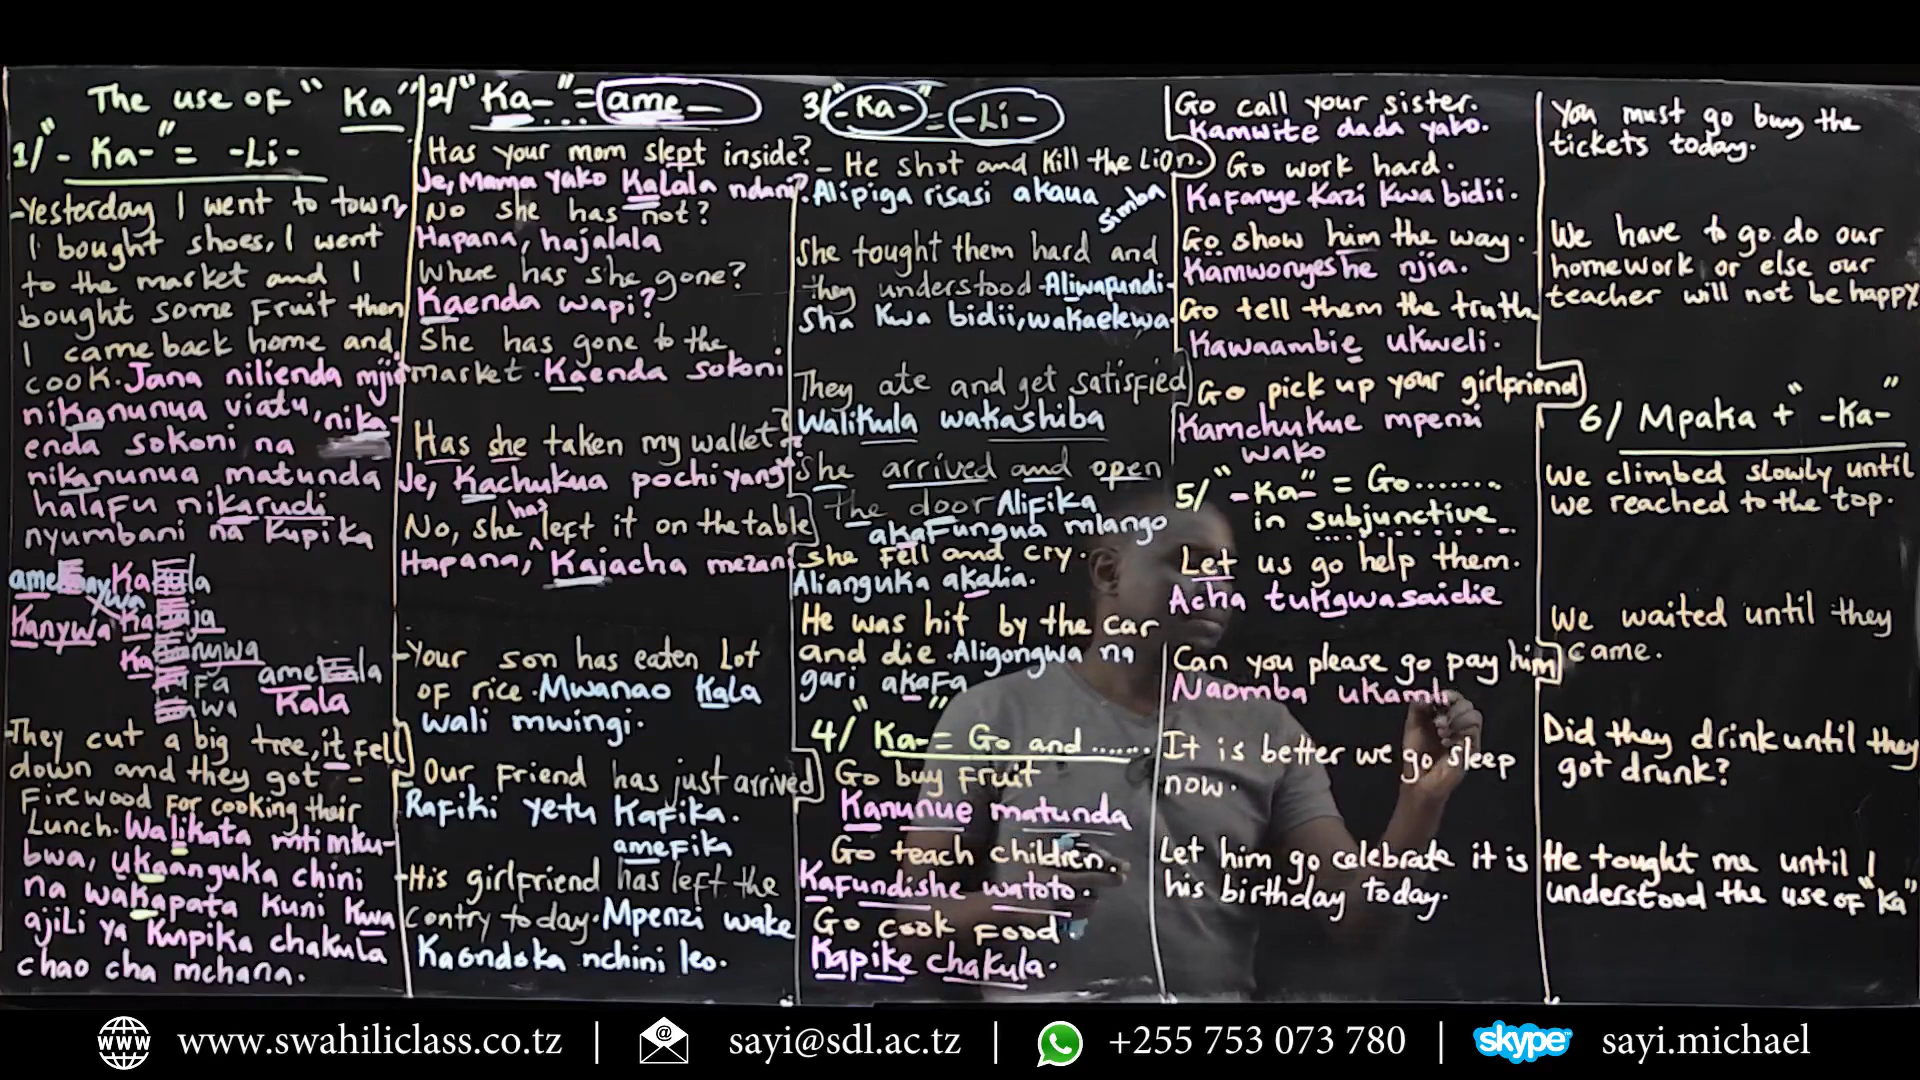 The use of "Ka"
1/ "-Ka-" = -Li-
-Yesterday I went to town,
I bought shoes, I went
to the market and I
bought some Fruit then
I came back home and
cook. Jana nilienda mjin
nikanunua viatu, nika-
enda sokoni na
nikanunua matunda
halafu nikarudi
nyumbani na Kupika
ame Ka la
Kanywa Ka ja
Ka nywa
Fa amekula
wa Kala
-They cut a big tree, it fell
down and they got -
Firewood for cooking their
Lunch. Walikata mti mku-
bwa, ukaanguka chini
na wakapata kuni Kwa
ajili ya Kupika chakula
chao cha mchana.
2/ "Ka-" = ame-
Has your mom slept inside?
Je, Mama yako Kalala ndani?
No she has not?
Hapana, hajalala
Where has she gone?
Kaenda wapi?
She has gone to the
market. Kaenda sokoni
Has she taken my wallet?
Je, Kachukua pochi yangu
No, she has left it on the table
Hapana, Kaiacha mezani
-Your son has eaten Lot
of rice. Mwanao Kala
wali mwingi.
-Our Friend has just arrived
Rafiki yetu Kafika.
amefika
-His girlfriend has left the
contry today. Mpenzi wake
Kaondoka nchini leo.
3/ "-Ka-" = -Li-
- He shot and Kill the Lion.
Alipiga risasi akaua
Simba
She tought them hard and
they understood. Aliwafundi-
sha Kwa bidii, wakaelewa.
They ate and get satisfied
Walikula wakashiba
She arrived and open
the door Alifika
akafungua mlango
She Fell and cry.
Alianguka akalia.
He was hit by the car
and die. Aligongwa na
gari akafa
4/ "Ka-" = Go and ......
Go buy Fruit
Kanunue matunda
Go teach children.
Kafundishe watoto.
Go cook Food.
Kapike chakula.
Go call your sister.
Kamwite dada yako.
Go work hard.
Kafanye Kazi Kwa bidii.
Go show him the way.
Kamwonyeshe njia.
Go tell them the truth.
Kawaambie ukweli.
Go pick up your girlfriend
Kamchukue mpenzi
wako
5/ "-Ka-" = Go.......
in subjunctive
Let us go help them.
Acha tukawasaidie
Can you please go pay him
Naomba ukamli
It is better we go sleep
now.
Let him go celebrate it is
his birthday today.
You must go buy the
tickets today.
We have to go do our
homework or else our
teacher will not be happy
6/ Mpaka + "-Ka-"
We climbed slowly until
we reached to the top.
We waited until they
came.
Did they drink until they
got drunk?
He tought me until I
understood the use of "Ka"
www.swahiliclass.co.tz | @ sayi@sdl.ac.tz | +255 753 073 780 | skype sayi.michael
WWW